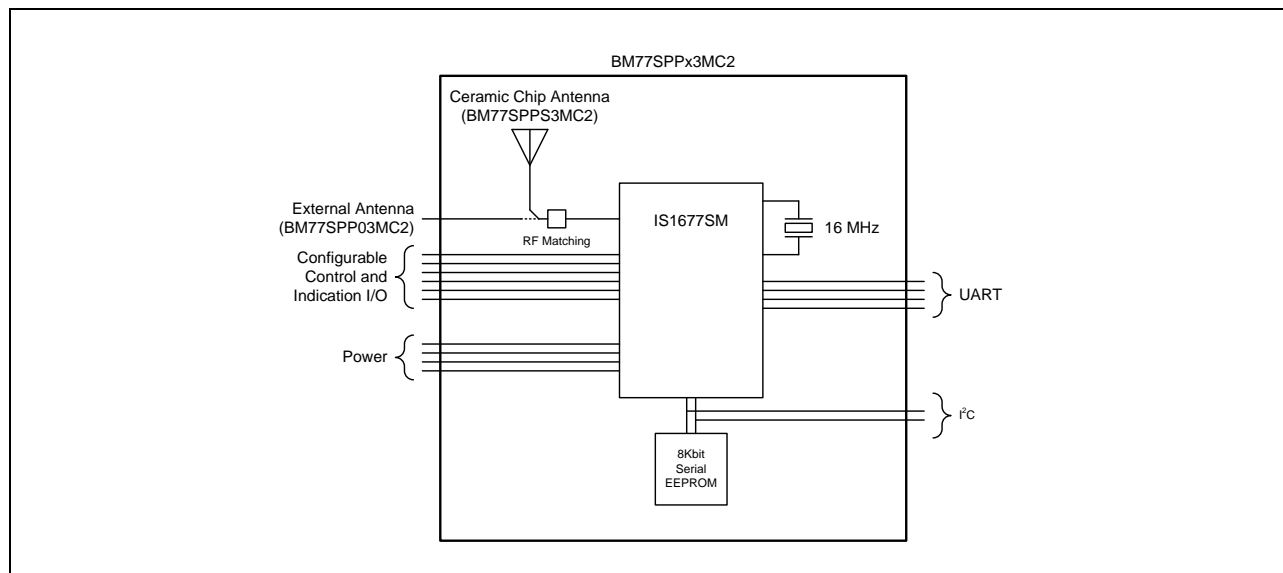 BM77SPPx3MC2
Ceramic Chip Antenna
(BM77SPPS3MC2)
External Antenna
(BM77SPP03MC2)
RF Matching
IS1677SM
16 MHz
Configurable
Control and
Indication I/O
UART
Power
I²C
8Kbit
Serial
EEPROM